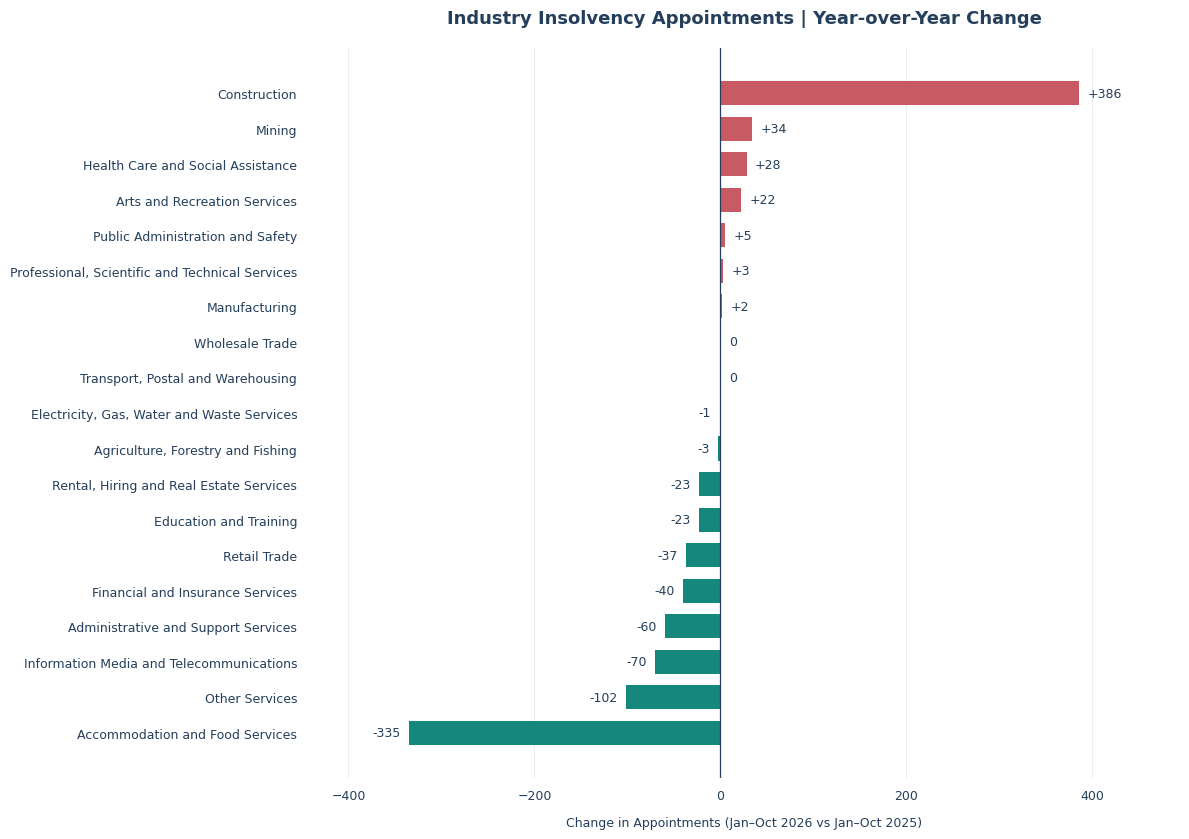 Industry Insolvency Appointments | Year-over-Year Change
Construction +386
Mining +34
Health Care and Social Assistance +28
Arts and Recreation Services +22
Public Administration and Safety +5
Professional, Scientific and Technical Services +3
Manufacturing +2
Wholesale Trade 0
Transport, Postal and Warehousing 0
Electricity, Gas, Water and Waste Services -1
Agriculture, Forestry and Fishing -3
Rental, Hiring and Real Estate Services -23
Education and Training -23
Retail Trade -37
Financial and Insurance Services -40
Administrative and Support Services -60
Information Media and Telecommunications -70
Other Services -102
Accommodation and Food Services -335
−400 −200 0 200 400
Change in Appointments (Jan–Oct 2026 vs Jan–Oct 2025)